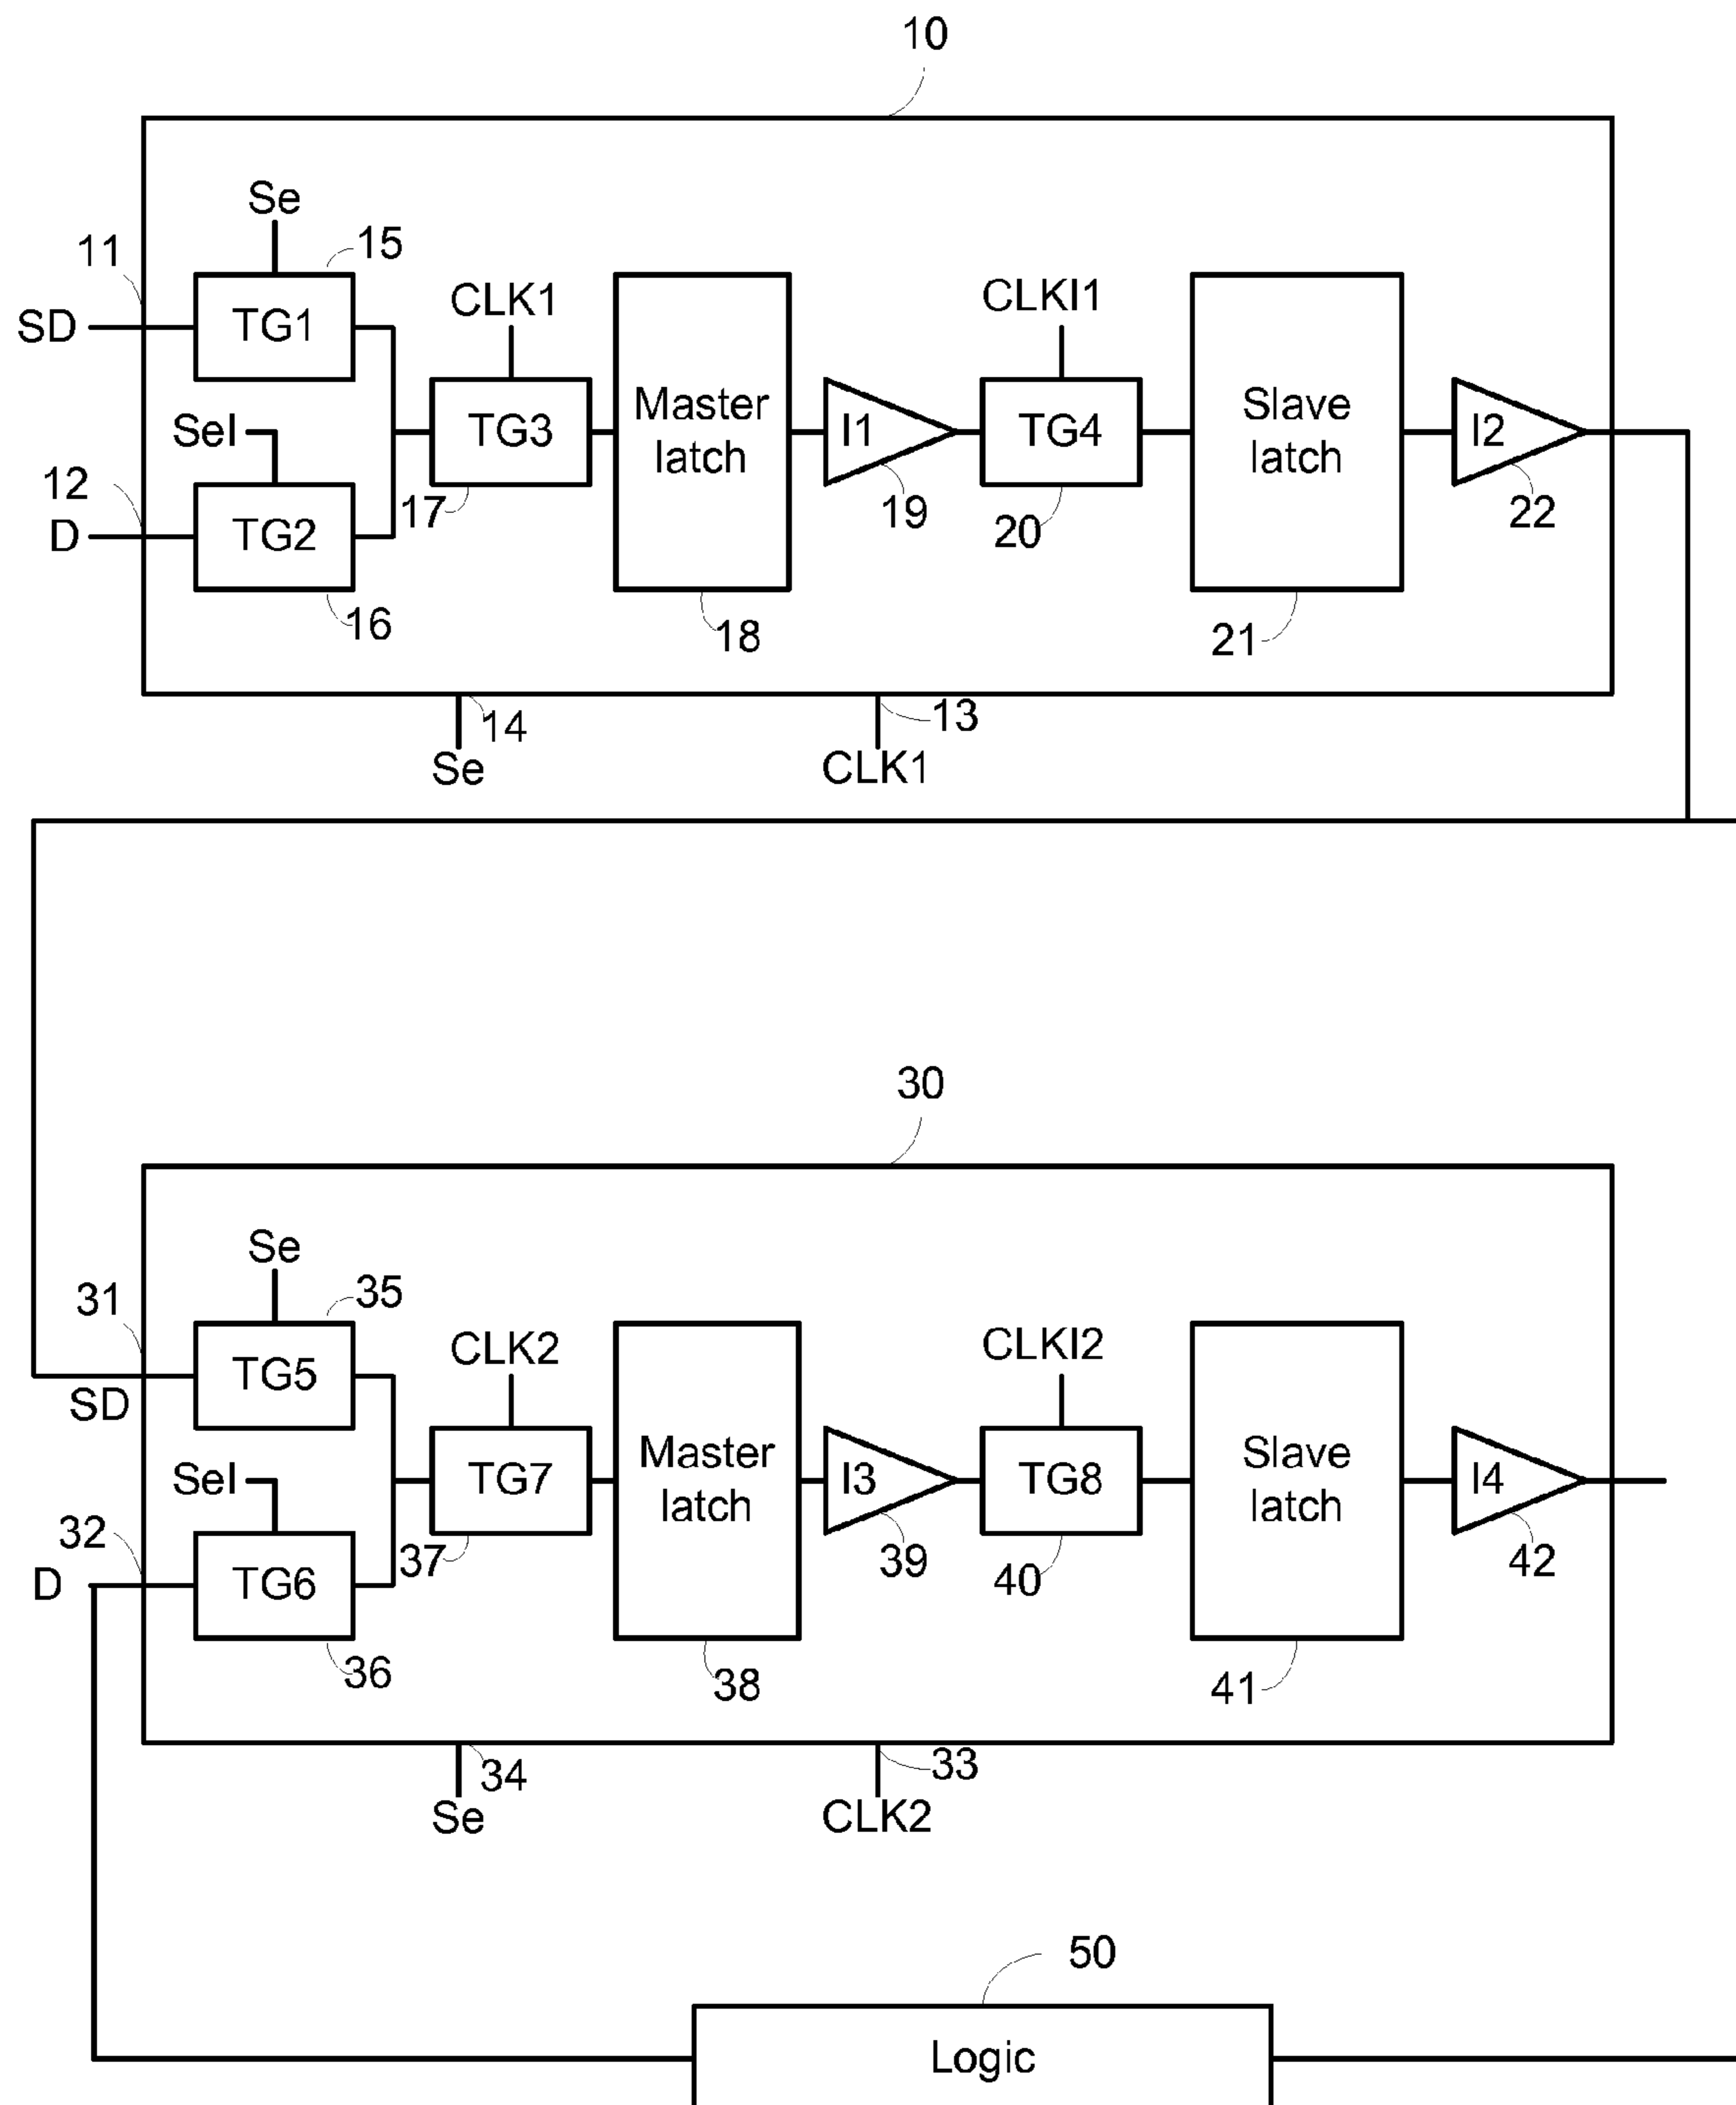 10
Se
15
11
SD
TG1
CLK1
CLKI1
Master
latch
Slave
latch
SeI
TG3
I1
TG4
I2
12
D
TG2
17
19
20
22
16
18
21
14
13
Se
CLK1
30
Se
35
31
SD
TG5
CLK2
CLKI2
Master
latch
Slave
latch
SeI
TG7
I3
TG8
I4
32
D
TG6
37
39
40
42
36
38
41
34
33
Se
CLK2
50
Logic